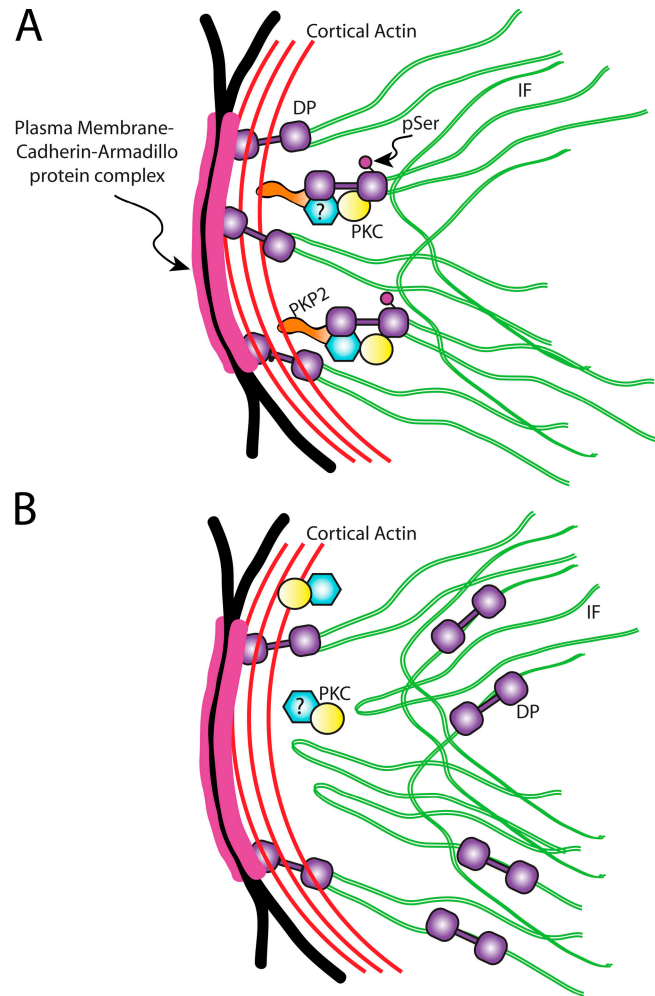 A
Cortical Actin
DP
IF
pSer
Plasma Membrane-
Cadherin-Armadillo
protein complex
?
PKC
PKP2
B
Cortical Actin
IF
?
PKC
DP